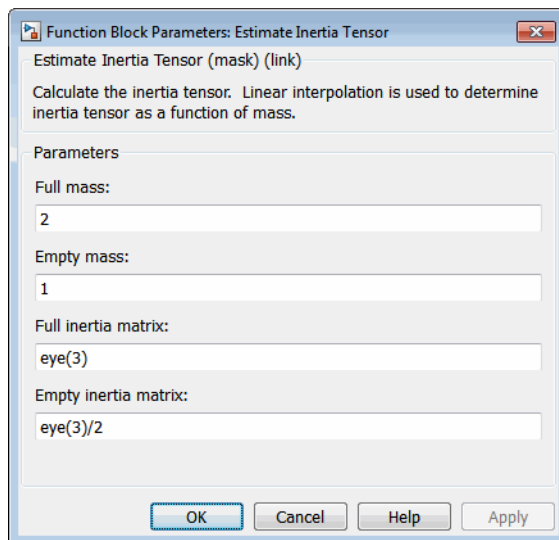 Function Block Parameters: Estimate Inertia Tensor
Estimate Inertia Tensor (mask) (link)
Calculate the inertia tensor.  Linear interpolation is used to determine
inertia tensor as a function of mass.
Parameters
Full mass:
2
Empty mass:
1
Full inertia matrix:
eye(3)
Empty inertia matrix:
eye(3)/2
OK Cancel Help Apply